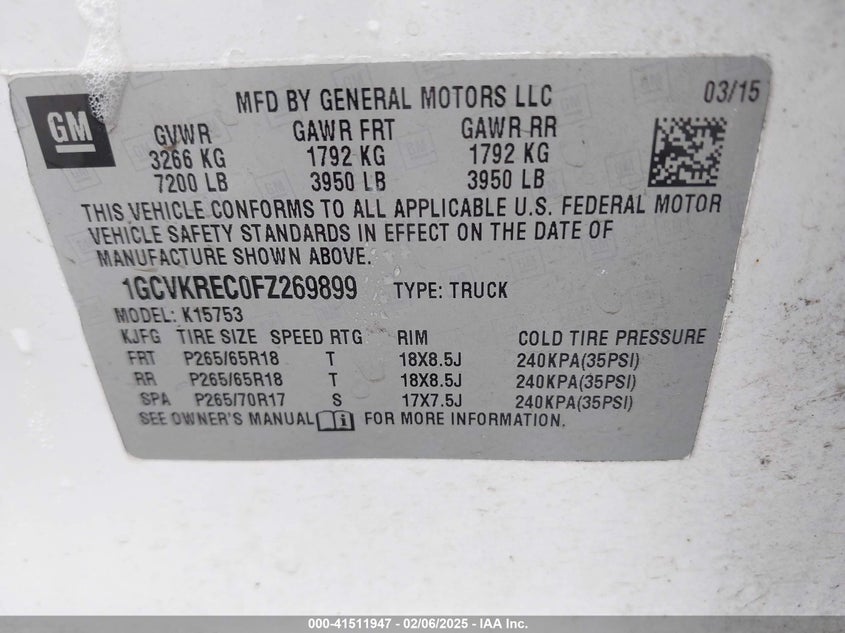 GM
MFD BY GENERAL MOTORS LLC 03/15
GVWR GAWR FRT GAWR RR
3266 KG 1792 KG 1792 KG
7200 LB 3950 LB 3950 LB
THIS VEHICLE CONFORMS TO ALL APPLICABLE U.S. FEDERAL MOTOR
VEHICLE SAFETY STANDARDS IN EFFECT ON THE DATE OF
MANUFACTURE SHOWN ABOVE.
1GCVKREC0FZ269899 TYPE: TRUCK
MODEL: K15753
KJFG TIRE SIZE SPEED RTG RIM COLD TIRE PRESSURE
FRT P265/65R18 T 18X8.5J 240KPA(35PSI)
RR P265/65R18 T 18X8.5J 240KPA(35PSI)
SPA P265/70R17 S 17X7.5J 240KPA(35PSI)
SEE OWNER'S MANUAL FOR MORE INFORMATION.
000-41511947 - 02/06/2025 - IAA Inc.